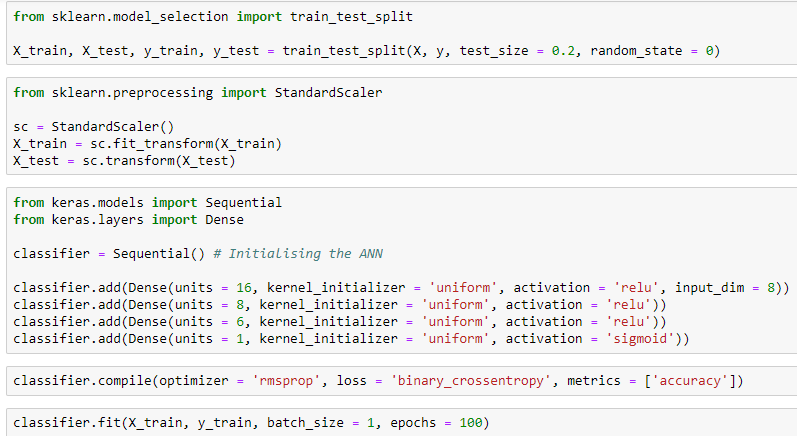 from sklearn.model_selection import train_test_split
X_train, X_test, y_train, y_test = train_test_split(X, y, test_size = 0.2, random_state = 0)
from sklearn.preprocessing import StandardScaler
sc = StandardScaler()
X_train = sc.fit_transform(X_train)
X_test = sc.transform(X_test)
from keras.models import Sequential
from keras.layers import Dense
classifier = Sequential() # Initialising the ANN
classifier.add(Dense(units = 16, kernel_initializer = 'uniform', activation = 'relu', input_dim = 8))
classifier.add(Dense(units = 8, kernel_initializer = 'uniform', activation = 'relu'))
classifier.add(Dense(units = 6, kernel_initializer = 'uniform', activation = 'relu'))
classifier.add(Dense(units = 1, kernel_initializer = 'uniform', activation = 'sigmoid'))
classifier.compile(optimizer = 'rmsprop', loss = 'binary_crossentropy', metrics = ['accuracy'])
classifier.fit(X_train, y_train, batch_size = 1, epochs = 100)